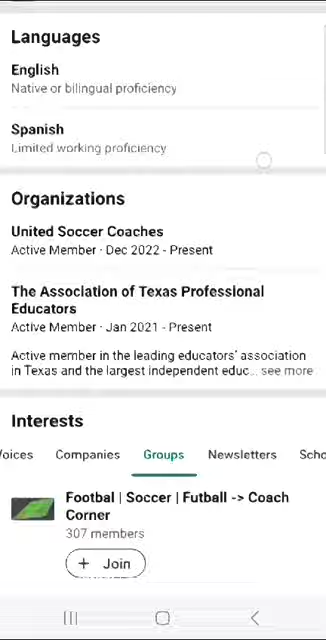 Languages
English
Native or bilingual proficiency
Spanish
Limited working proficiency
Organizations
United Soccer Coaches
Active Member · Dec 2022 - Present
The Association of Texas Professional
Educators
Active Member · Jan 2021 - Present
Active member in the leading educators' association
in Texas and the largest independent educ... see more
Interests
oices Companies Groups Newsletters Scho
Footbal | Soccer | Futball -> Coach
Corner
307 members
+ Join